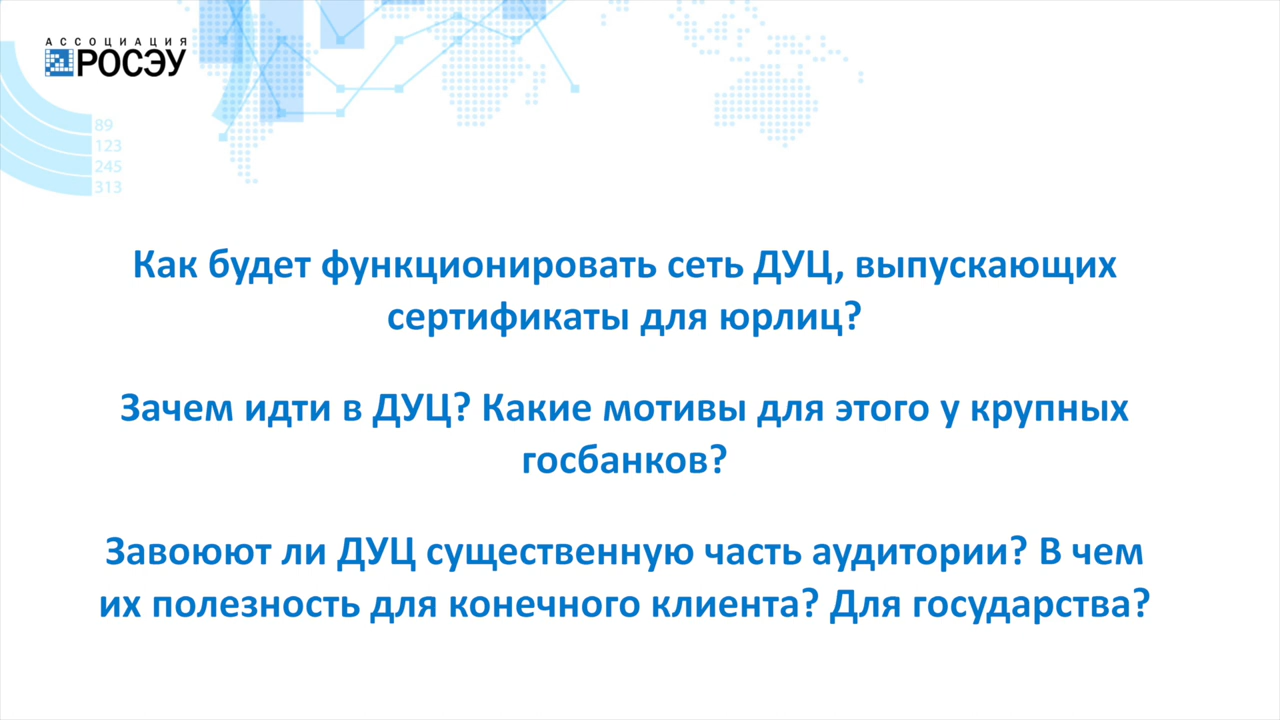 АССОЦИАЦИЯ
РОСЭУ
89
123
245
313
Как будет функционировать сеть ДУЦ, выпускающих
сертификаты для юрлиц?
Зачем идти в ДУЦ? Какие мотивы для этого у крупных
госбанков?
Завоюют ли ДУЦ существенную часть аудитории? В чем
их полезность для конечного клиента? Для государства?